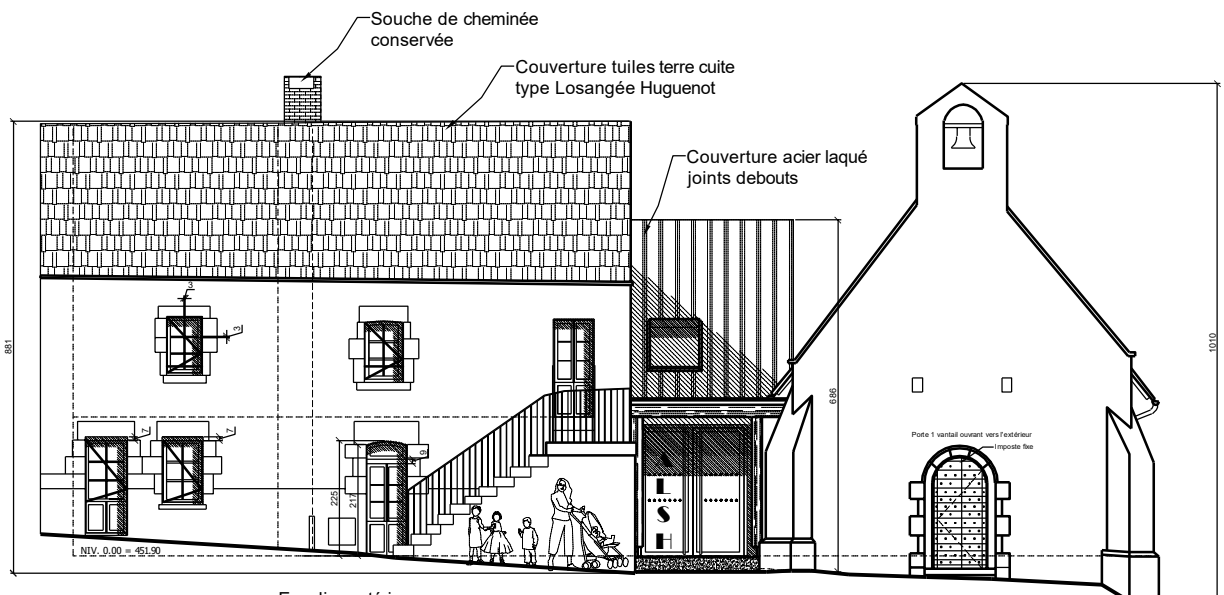 Souche de cheminée
conservée
Couverture tuiles terre cuite
type Losangée Huguenot
Couverture acier laqué
joints debouts
881
3
3
686
1010
7
7
225
217
9
Porte 1 vantail ouvrant vers l'extérieur
Imposte fixe
A
L
S
H
NIV. 0.00 = 451.90